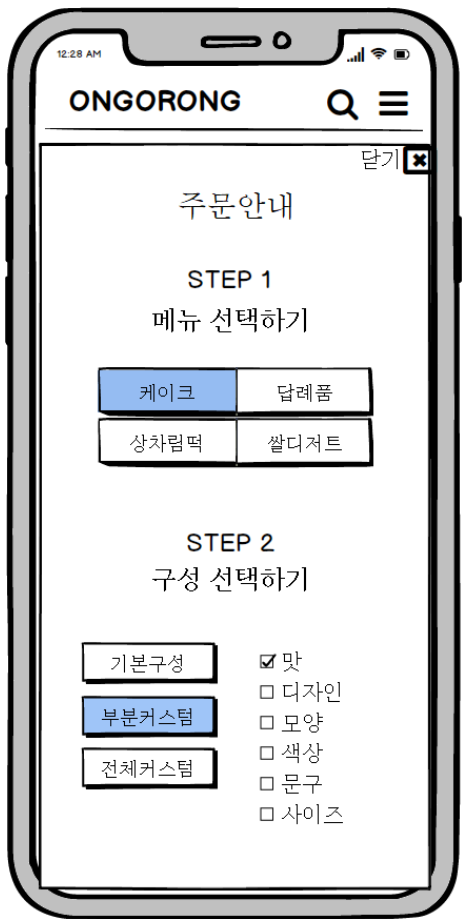 12:28 AM
ONGORONG
닫기
주문안내
STEP 1
메뉴 선택하기
케이크 답례품
상차림떡 쌀디저트
STEP 2
구성 선택하기
기본구성
부분커스텀
전체커스텀
맛
디자인
모양
색상
문구
사이즈